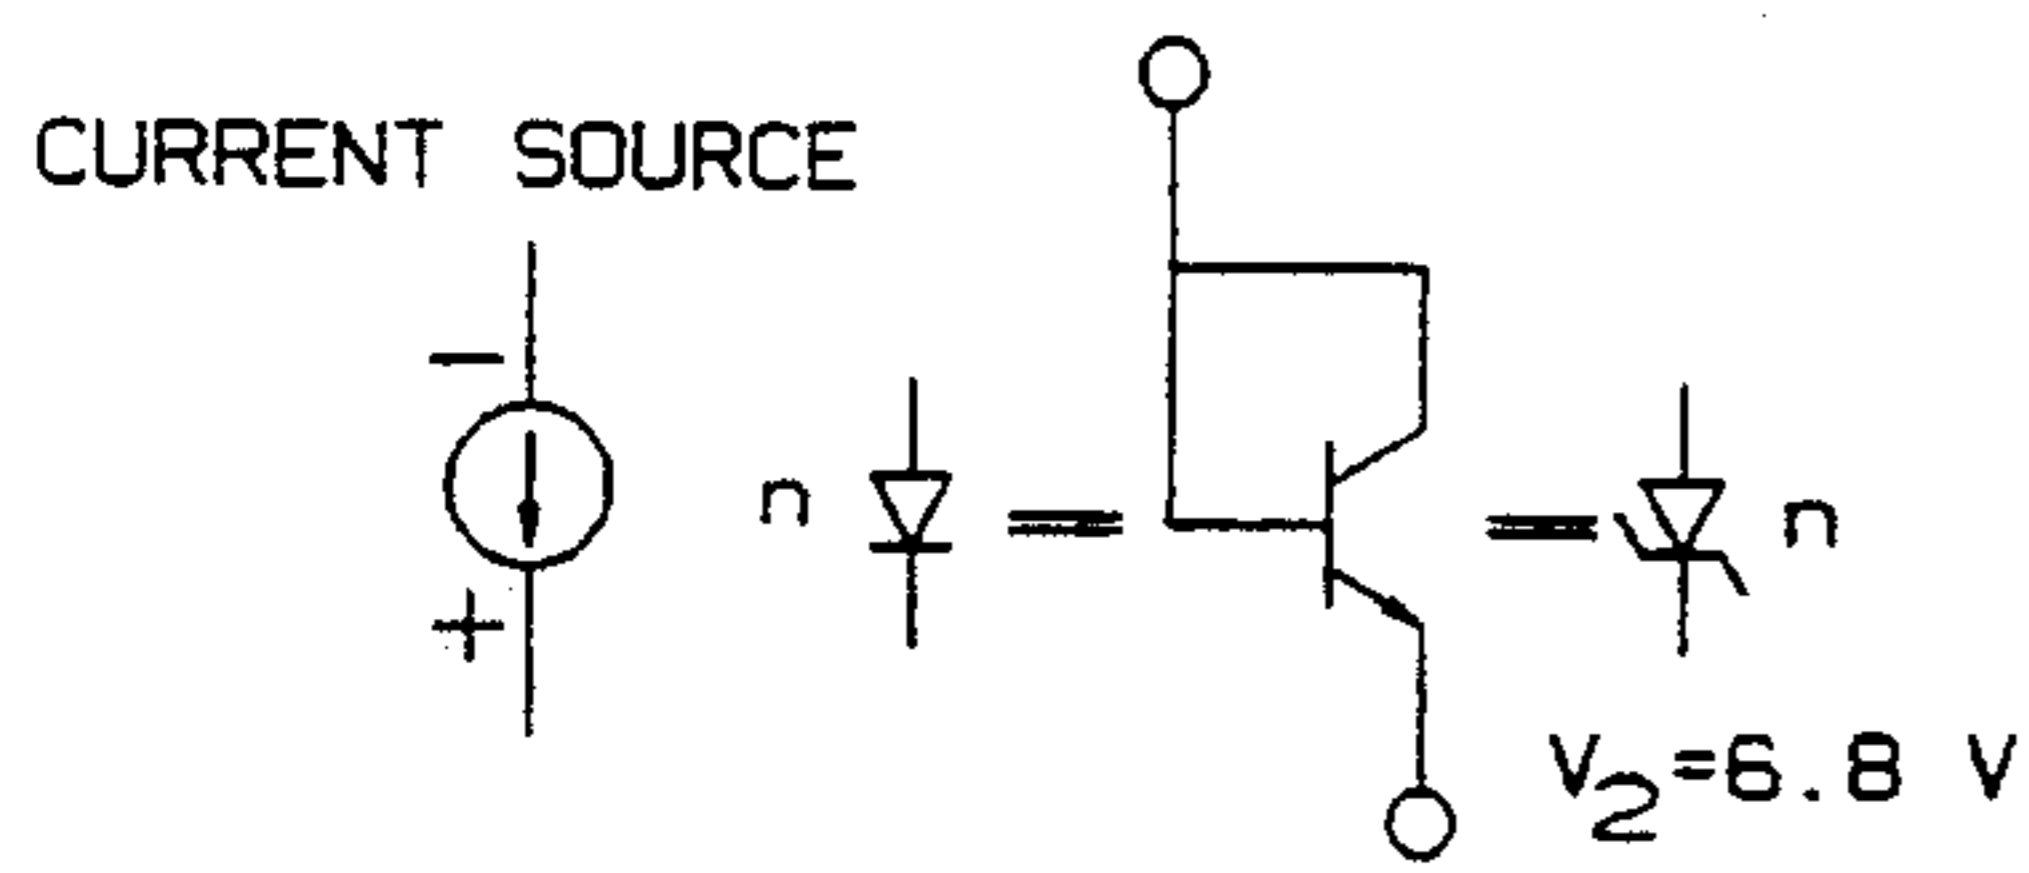 CURRENT SOURCE
−
n = = n
+
V2=6.8 V